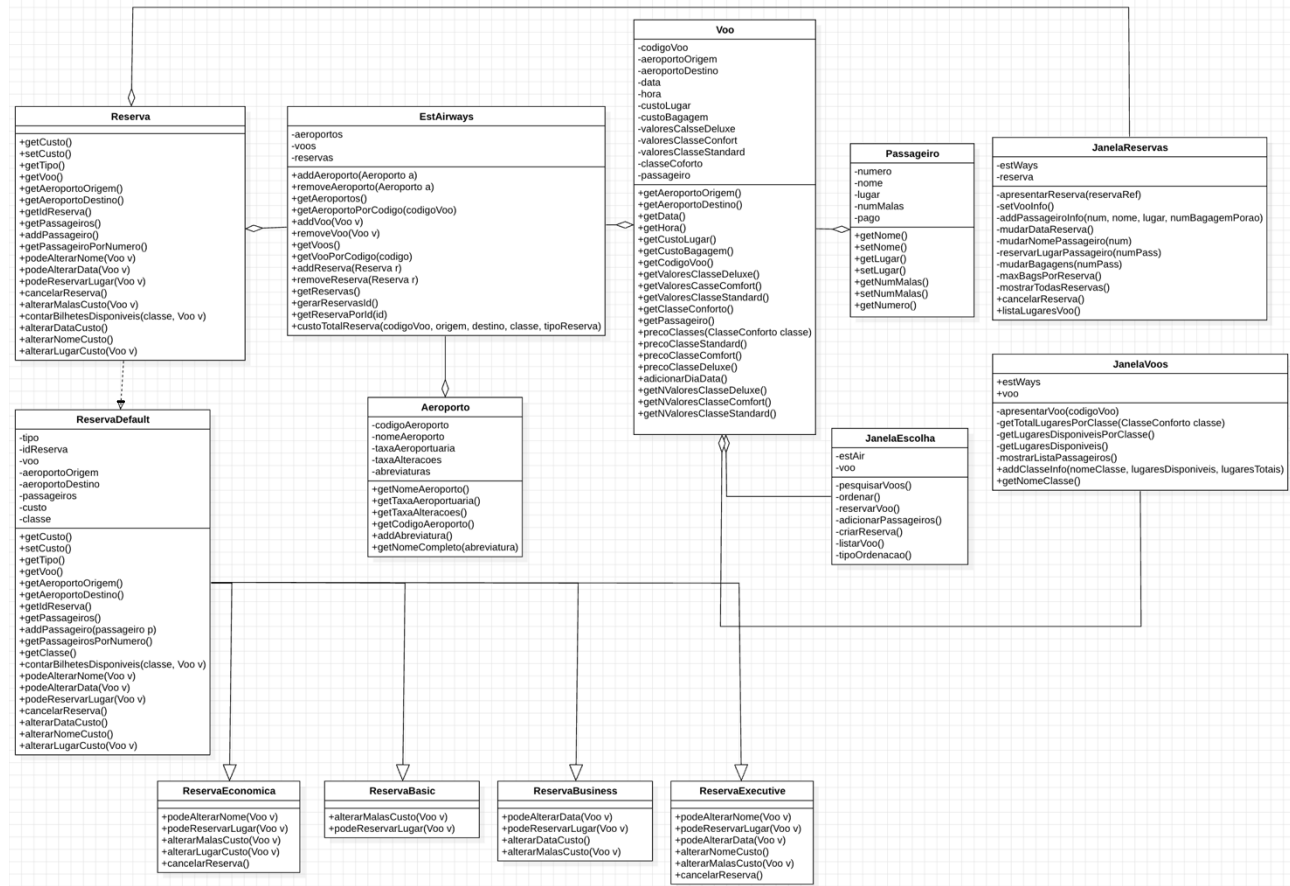 Reserva
+getCusto()
+setCusto()
+getTipo()
+getVoo()
+getAeroportoOrigem()
+getAeroportoDestino()
+getIdReserva()
+getPassageiros()
+addPassageiro()
+getPassageiroPorNumero()
+podeAlterarNome(Voo v)
+podeAlterarData(Voo v)
+podeReservarLugar(Voo v)
+cancelarReserva()
+alterarMalasCusto(Voo v)
+contarBilhetesDisponiveis(classe, Voo v)
+alterarDataCusto()
+alterarNomeCusto()
+alterarLugarCusto(Voo v)
EstAirways
-aeroportos
-voos
-reservas
+addAeroporto(Aeroporto a)
+removeAeroporto(Aeroporto a)
+getAeroportos()
+getAeroportoPorCodigo(codigoVoo)
+addVoo(Voo v)
+removeVoo(Voo v)
+getVoos()
+getVooPorCodigo(codigo)
+addReserva(Reserva r)
+removeReserva(Reserva r)
+getReservas()
+gerarReservasId()
+getReservaPorId(id)
+custoTotalReserva(codigoVoo, origem, destino, classe, tipoReserva)
Voo
-codigoVoo
-aeroportoOrigem
-aeroportoDestino
-data
-hora
-custoLugar
-custoBagagem
-valoresCalsseDeluxe
-valoresClasseConfort
-valoresClasseStandard
-classeCoforto
-passageiro
+getAeroportoOrigem()
+getAeroportoDestino()
+getData()
+getHora()
+getCustoLugar()
+getCustoBagagem()
+getCodigoVoo()
+getValoresClasseDeluxe()
+getValoresCasseComfort()
+getValoresClasseStandard()
+getClasseConforto()
+getPassageiro()
+precoClasses(ClasseConforto classe)
+precoClasseStandard()
+precoClasseComfort()
+precoClasseDeluxe()
+adicionarDiaData()
+getNValoresClasseDeluxe()
+getNValoresClasseComfort()
+getNValoresClasseStandard()
Passageiro
-numero
-nome
-lugar
-numMalas
-pago
+getNome()
+setNome()
+getLugar()
+setLugar()
+getNumMalas()
+setNumMalas()
+getNumero()
JanelaReservas
-estWays
-reserva
-apresentarReserva(reservaRef)
-setVooInfo()
-addPassageiroInfo(num, nome, lugar, numBagagemPorao)
-mudarDataReserva()
-mudarNomePassageiro(num)
-reservarLugarPassageiro(numPass)
-mudarBagagens(numPass)
-maxBagsPorReserva()
-mostrarTodasReservas()
+cancelarReserva()
+listaLugaresVoo()
JanelaVoos
+estWays
+voo
-apresentarVoo(codigoVoo)
-getTotalLugaresPorClasse(ClasseConforto classe)
-getLugaresDisponiveisPorClasse()
-getLugaresDisponiveis()
-mostrarListaPassageiros()
+addClasseInfo(nomeClasse, lugaresDisponiveis, lugaresTotais)
+getNomeClasse()
ReservaDefault
-tipo
-idReserva
-voo
-aeroportoOrigem
-aeroportoDestino
-passageiros
-custo
-classe
+getCusto()
+setCusto()
+getTipo()
+getVoo()
+getAeroportoOrigem()
+getAeroportoDestino()
+getIdReserva()
+getPassageiros()
+addPassageiro(passageiro p)
+getPassageirosPorNumero()
+getClasse()
+contarBilhetesDisponiveis(classe, Voo v)
+podeAlterarNome(Voo v)
+podeAlterarData(Voo v)
+podeReservarLugar(Voo v)
+cancelarReserva()
+alterarDataCusto()
+alterarNomeCusto()
+alterarLugarCusto(Voo v)
Aeroporto
-codigoAeroporto
-nomeAeroporto
-taxaAeroportuaria
-taxaAlteracoes
-abreviaturas
+getNomeAeroporto()
+getTaxaAeroportuaria()
+getTaxaAlteracoes()
+getCodigoAeroporto()
+addAbreviatura()
+getNomeCompleto(abreviatura)
JanelaEscolha
-estAir
-voo
-pesquisarVoos()
-ordenar()
-reservarVoo()
-adicionarPassageiros()
-criarReserva()
-listarVoo()
-tipoOrdenacao()
ReservaEconomica
+podeAlterarNome(Voo v)
+podeReservarLugar(Voo v)
+alterarMalasCusto(Voo v)
+alterarLugarCusto(Voo v)
+cancelarReserva()
ReservaBasic
+alterarMalasCusto(Voo v)
+podeReservarLugar(Voo v)
ReservaBusiness
+podeAlterarData(Voo v)
+podeReservarLugar(Voo v)
+alterarDataCusto()
+alterarMalasCusto(Voo v)
ReservaExecutive
+podeAlterarNome(Voo v)
+podeReservarLugar(Voo v)
+podeAlterarData(Voo v)
+alterarNomeCusto()
+alterarMalasCusto(Voo v)
+cancelarReserva()